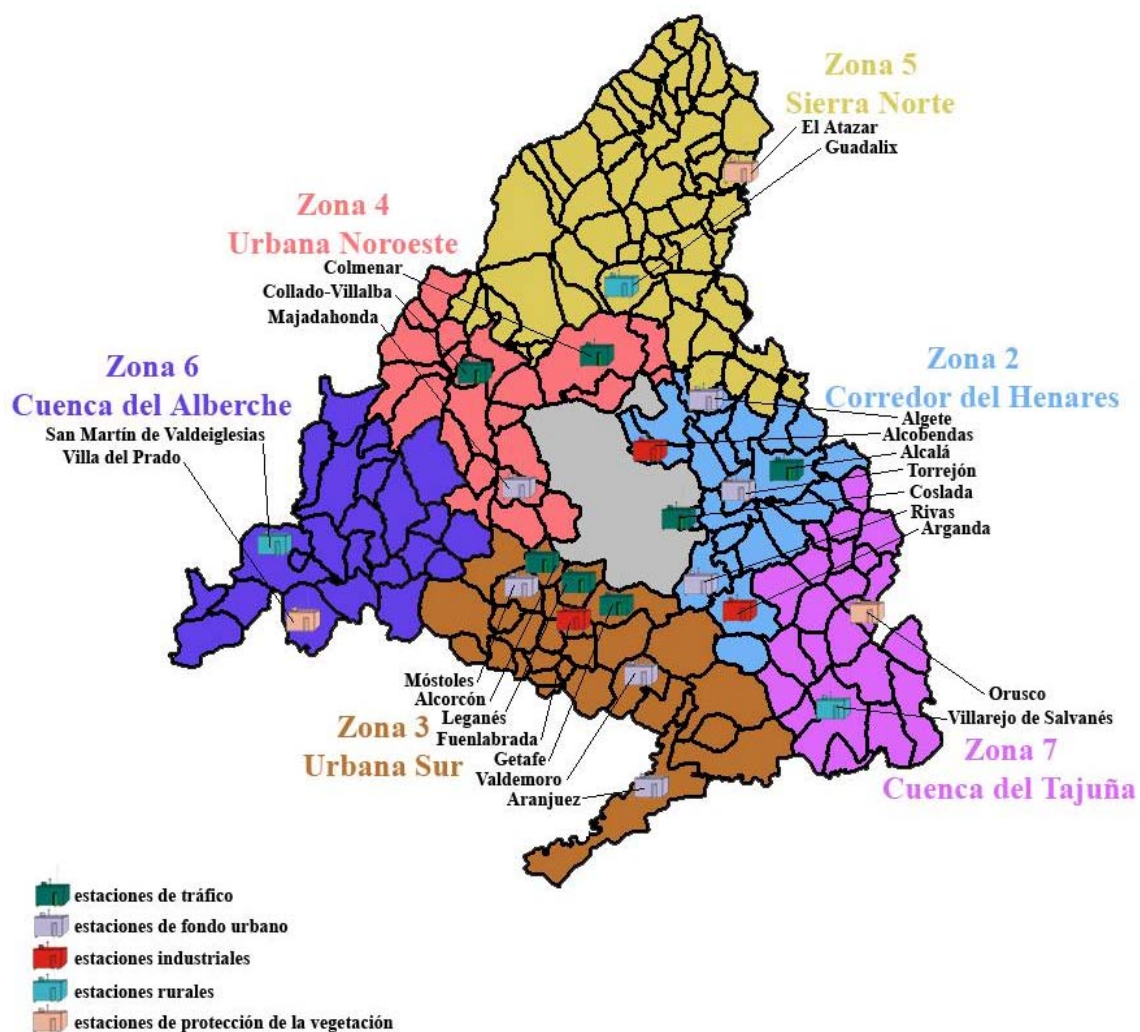 Zona 5
Sierra Norte
El Atazar
Guadalix
Zona 4
Urbana Noroeste
Colmenar
Collado-Villalba
Majadahonda
Zona 6
Cuenca del Alberche
San Martín de Valdeiglesias
Villa del Prado
Zona 2
Corredor del Henares
Algete
Alcobendas
Alcalá
Torrejón
Coslada
Rivas
Arganda
Móstoles
Alcorcón
Leganés
Fuenlabrada
Getafe
Valdemoro
Aranjuez
Zona 3
Urbana Sur
Orusco
Villarejo de Salvanés
Zona 7
Cuenca del Tajuña
estaciones de tráfico
estaciones de fondo urbano
estaciones industriales
estaciones rurales
estaciones de protección de la vegetación